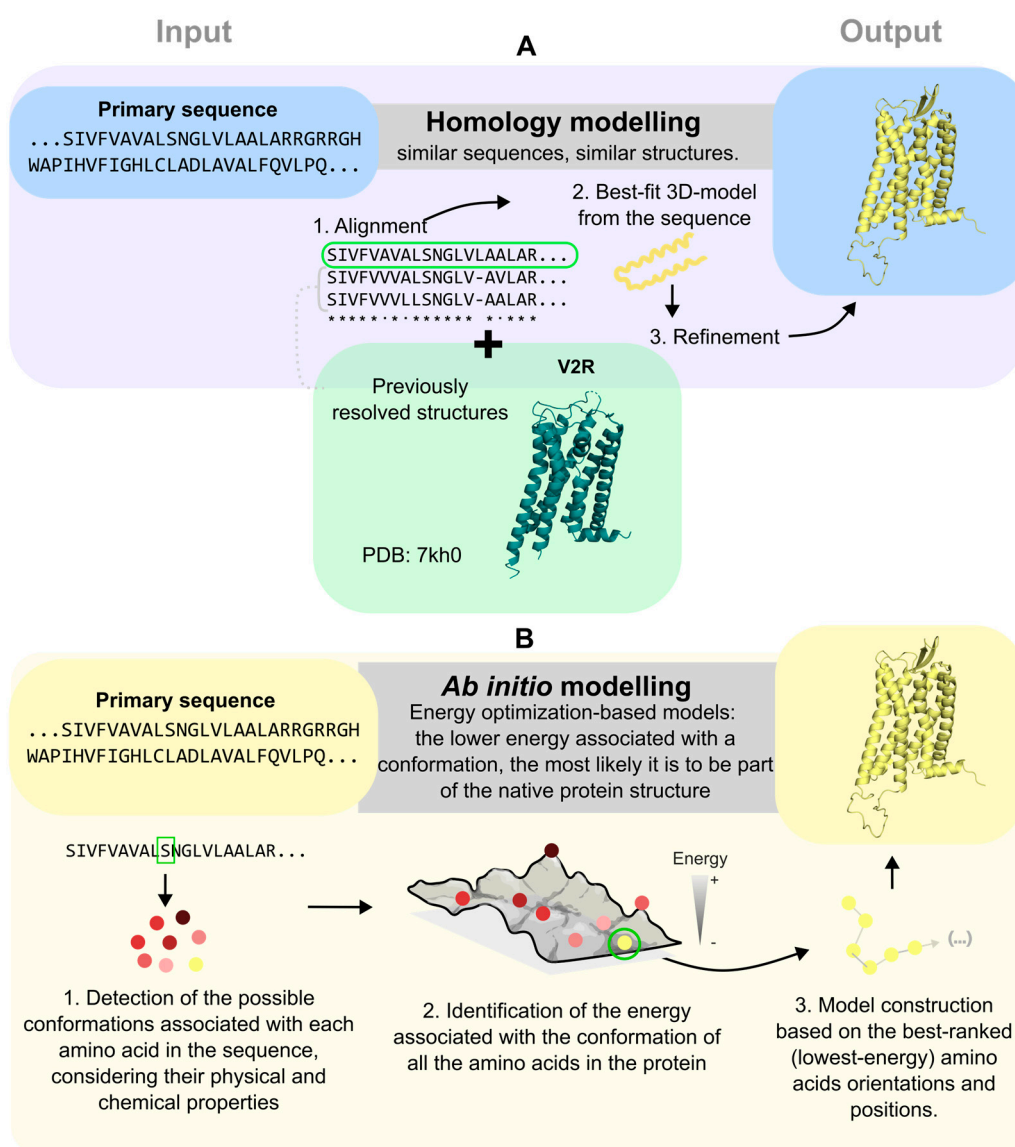 Input
Output
A
Primary sequence
...SIVFVAVALSNGLVLAALARRGRRGH
WAPIHVFIGHLCLADLAVALFQVLPQ...
Homology modelling
similar sequences, similar structures.
1. Alignment
SIVFVAVALSNGLVLAALAR...
SIVFVVVALSNGLV-AVLAR...
SIVFVVVLLSNGLV-AALAR...
*****.*.****** *.***
2. Best-fit 3D-model
from the sequence
3. Refinement
+
Previously
resolved structures
V2R
PDB: 7kh0
B
Primary sequence
...SIVFVAVALSNGLVLAALARRGRRGH
WAPIHVFIGHLCLADLAVALFQVLPQ...
Ab initio modelling
Energy optimization-based models:
the lower energy associated with a
conformation, the most likely it is to be part
of the native protein structure
SIVFVAVALSNGLVLAALAR...
Energy
+
-
(...)
1. Detection of the possible
conformations associated with each
amino acid in the sequence,
considering their physical and
chemical properties
2. Identification of the energy
associated with the conformation of
all the amino acids in the protein
3. Model construction
based on the best-ranked
(lowest-energy) amino
acids orientations and
positions.